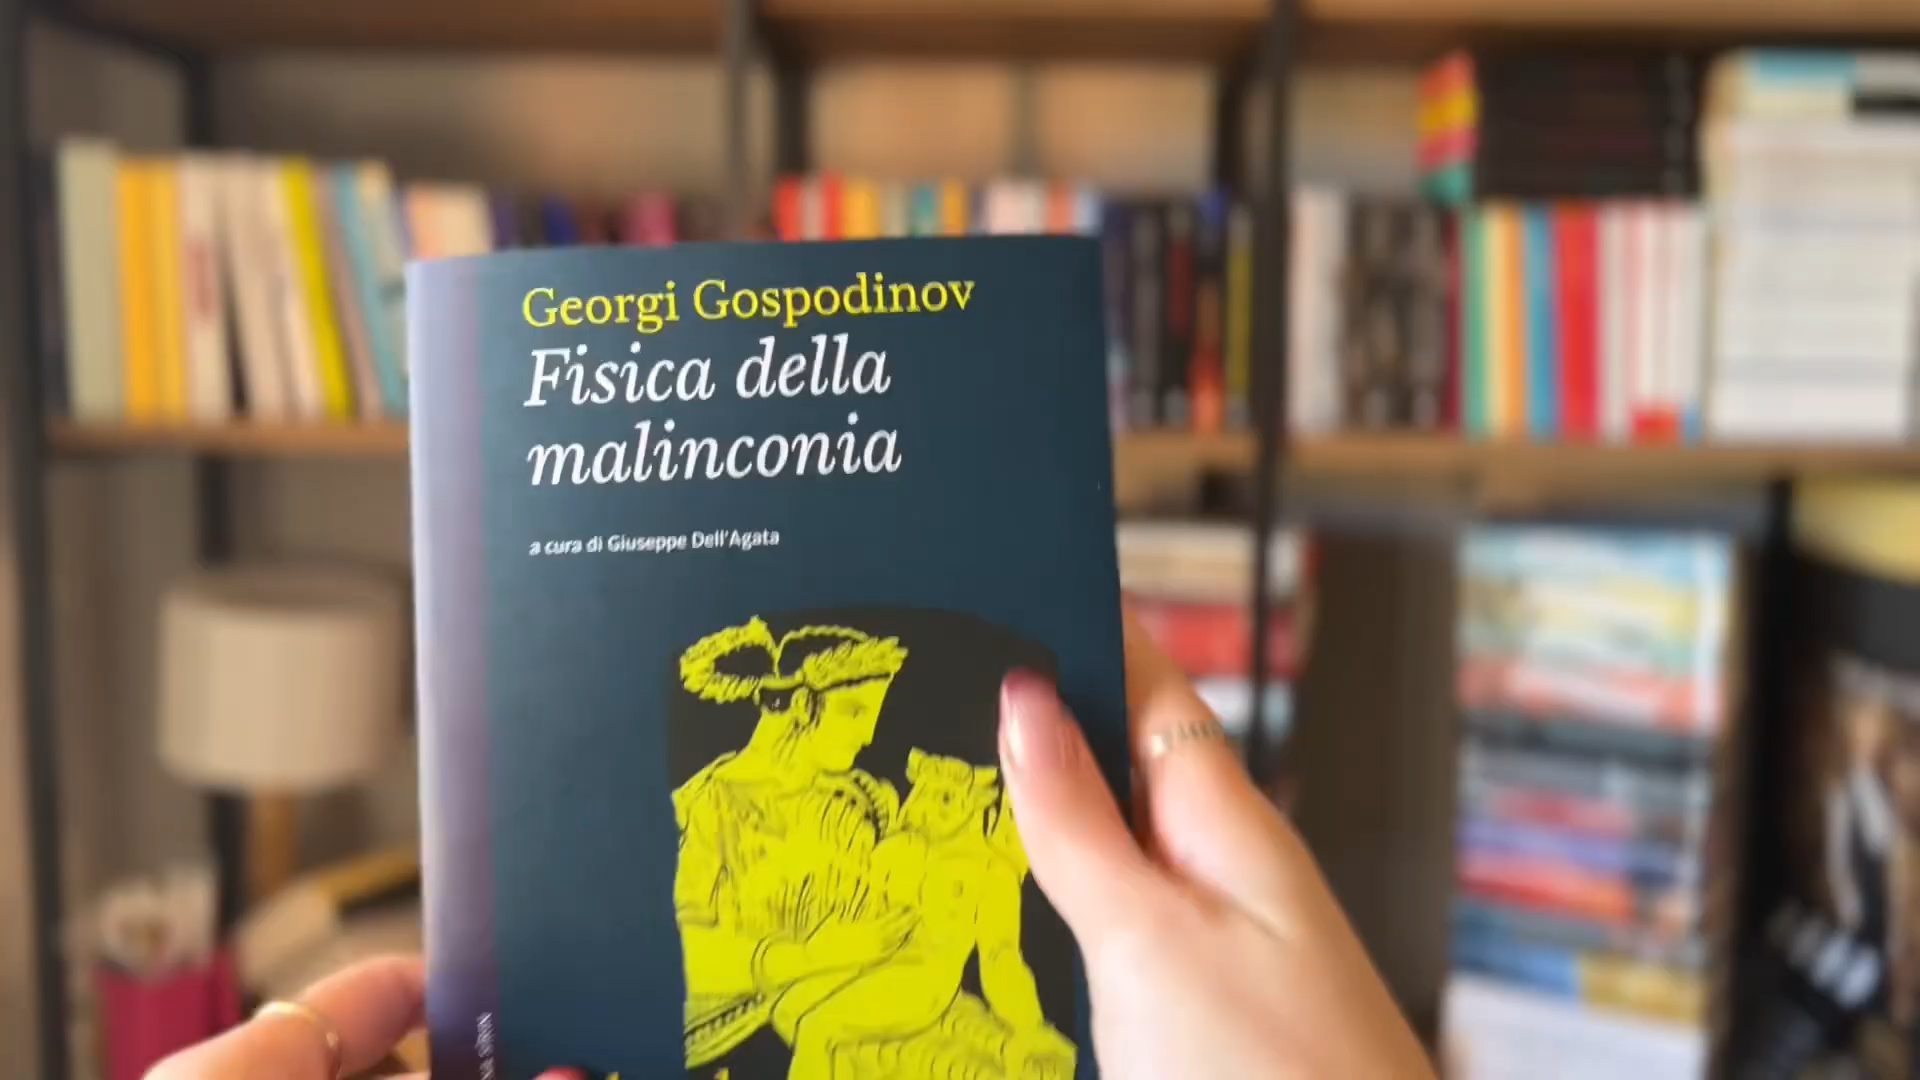 Georgi Gospodinov
Fisica della
malinconia
a cura di Giuseppe Dell'Agata